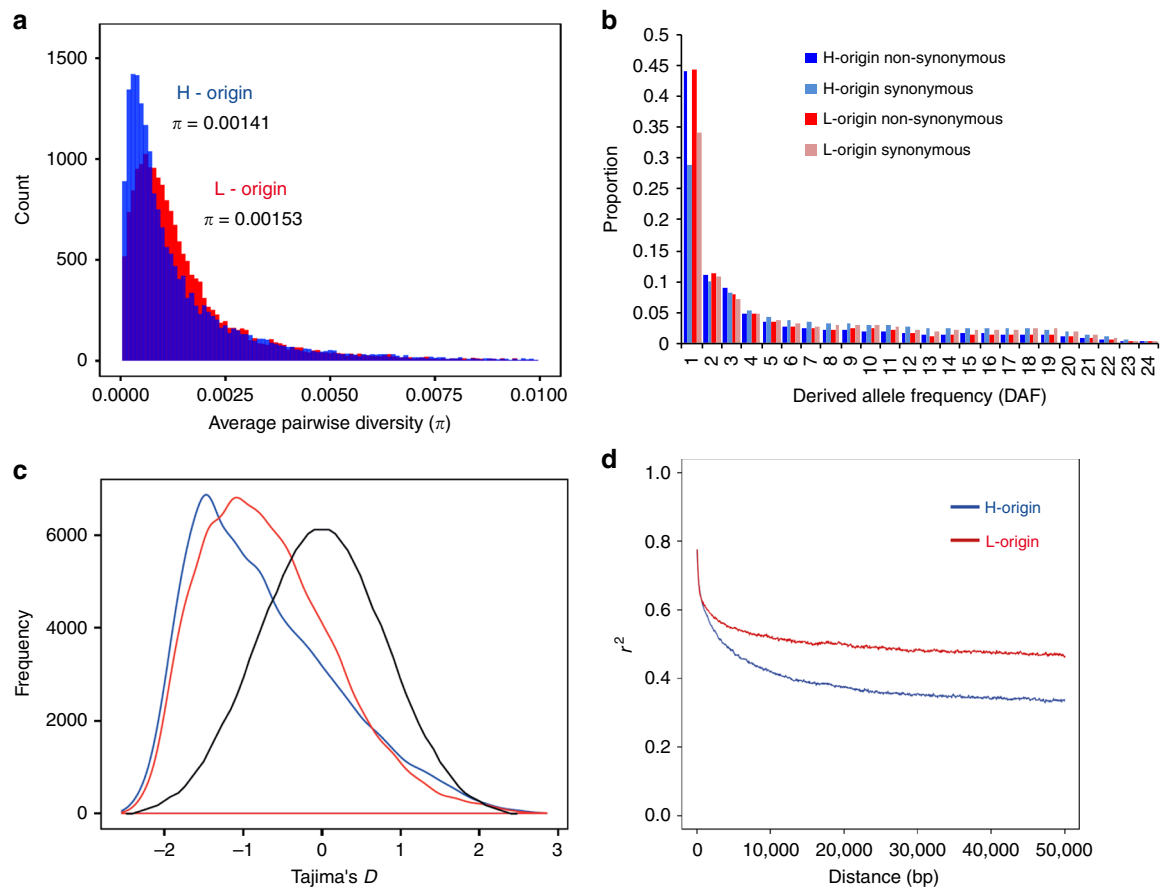 a
1500
1000
500
0
Count
H - origin
π = 0.00141
L - origin
π = 0.00153
0.0000 0.0025 0.0050 0.0075 0.0100
Average pairwise diversity (π)
b
0.5
0.45
0.4
0.35
0.3
0.25
0.2
0.15
0.1
0.05
0
Proportion
H-origin non-synonymous
H-origin synonymous
L-origin non-synonymous
L-origin synonymous
1 2 3 4 5 6 7 8 9 10 11 12 13 14 15 16 17 18 19 20 21 22 23 24
Derived allele frequency (DAF)
c
6000
4000
2000
0
Frequency
−2 −1 0 1 2 3
Tajima's D
d
1.0
0.8
0.6
0.4
0.2
0.0
r²
H-origin
L-origin
0 10,000 20,000 30,000 40,000 50,000
Distance (bp)